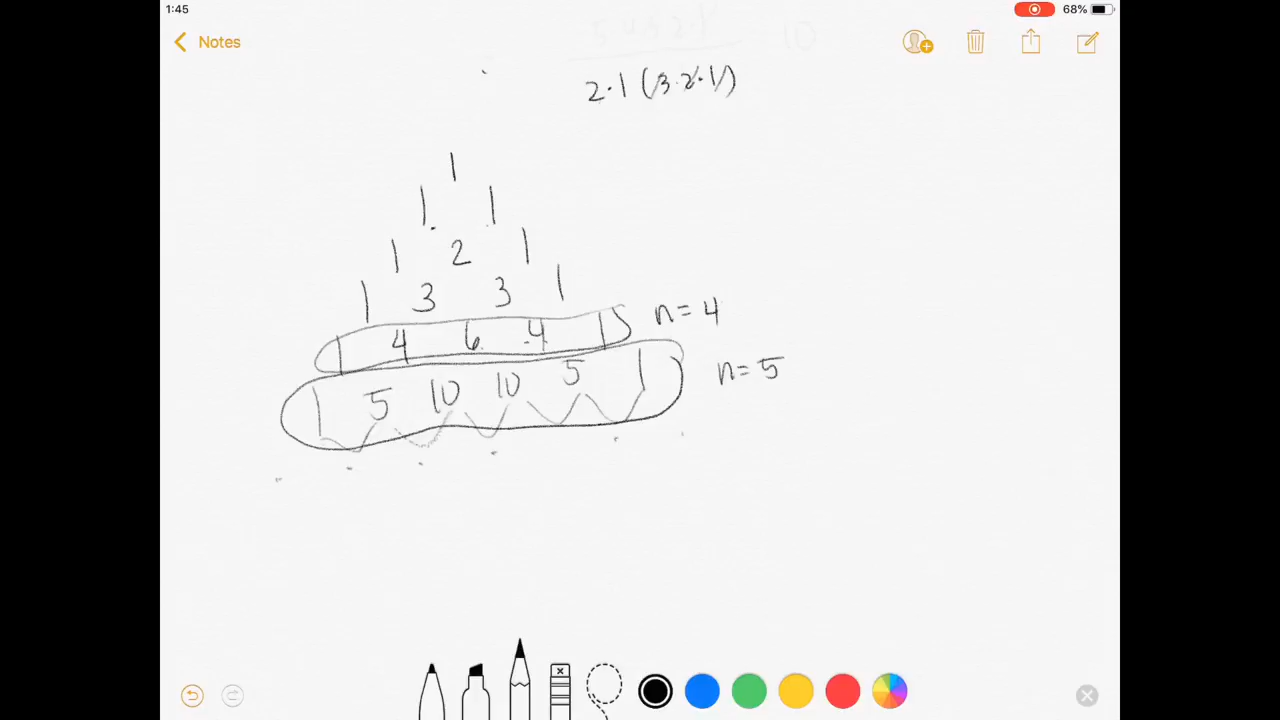 1:45
68%
Notes
2·1 (3·2·1)
1
1 1
1 2 1
1 3 3 1
1 4 6 4 1 n=4
1 5 10 10 5 1 n=5